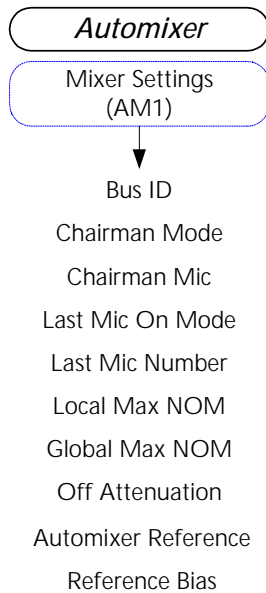 Automixer
Mixer Settings
(AM1)
Bus ID
Chairman Mode
Chairman Mic
Last Mic On Mode
Last Mic Number
Local Max NOM
Global Max NOM
Off Attenuation
Automixer Reference
Reference Bias